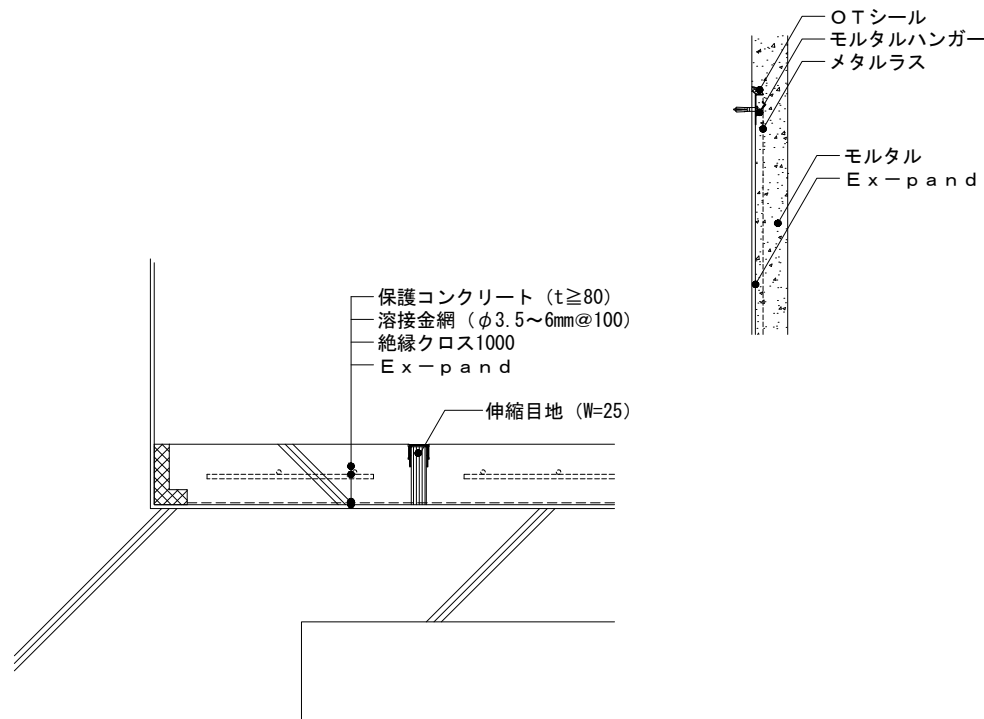 ＯＴシール
モルタルハンガー
メタルラス
モルタル
Ｅｘ－ｐａｎｄ
保護コンクリート（t≧80）
溶接金網（φ3.5～6mm@100）
絶縁クロス1000
Ｅｘ－ｐａｎｄ
伸縮目地（W=25）